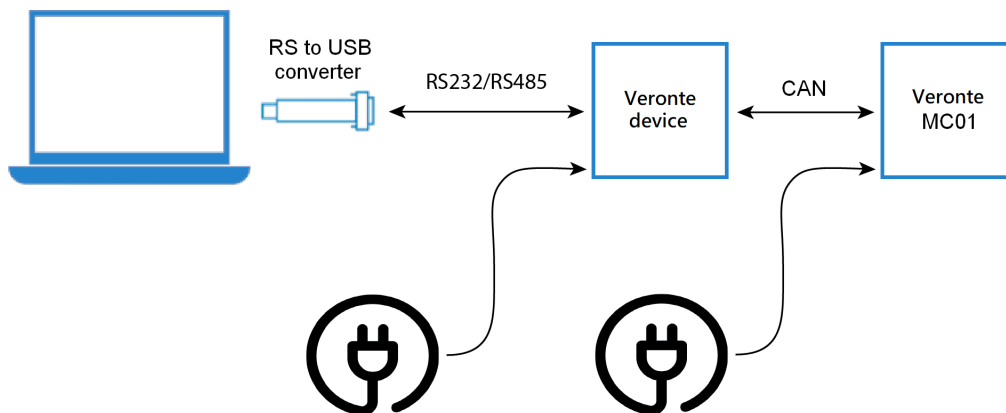 RS to USB
converter
RS232/RS485
Veronte
device
CAN
Veronte
MC01